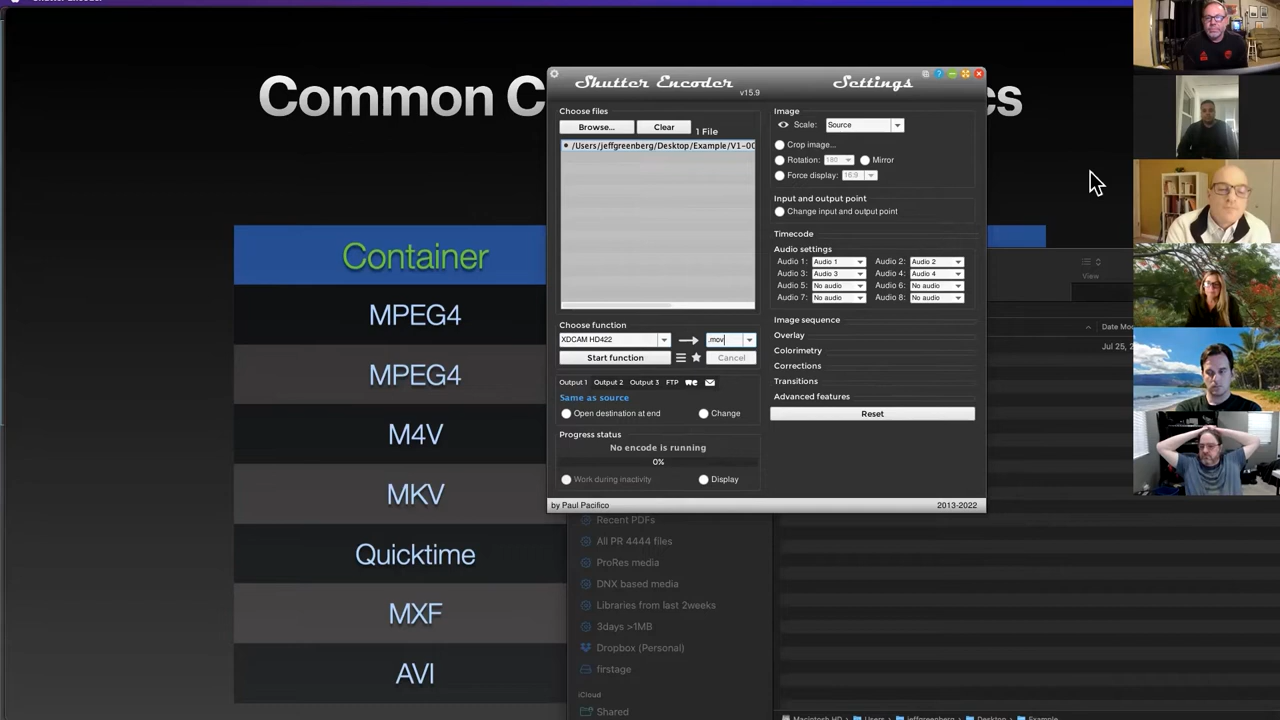 Common C
cs
Container
MPEG4
MPEG4
M4V
MKV
Quicktime
MXF
AVI
Shutter Encoder
v15.9
Settings
Choose files
Browse...
Clear
1 File
/Users/jeffgreenberg/Desktop/Example/V1-00
Choose function
XDCAM HD422
.mov
Start function
Cancel
Output 1
Output 2
Output 3
FTP
Same as source
Open destination at end
Change
Progress status
No encode is running
0%
Work during inactivity
Display
by Paul Pacifico
2013-2022
Image
Scale:
Source
Crop image...
Rotation:
180
Mirror
Force display:
16:9
Input and output point
Change input and output point
Timecode
Audio settings
Audio 1: Audio 1 Audio 2: Audio 2
Audio 3: Audio 3 Audio 4: Audio 4
Audio 5: No audio Audio 6: No audio
Audio 7: No audio Audio 8: No audio
Image sequence
Overlay
Colorimetry
Corrections
Transitions
Advanced features
Reset
View
Date Mo
Jul 25,
Recent PDFs
All PR 4444 files
ProRes media
DNX based media
Libraries from last 2weeks
3days >1MB
Dropbox (Personal)
firstage
iCloud
Shared